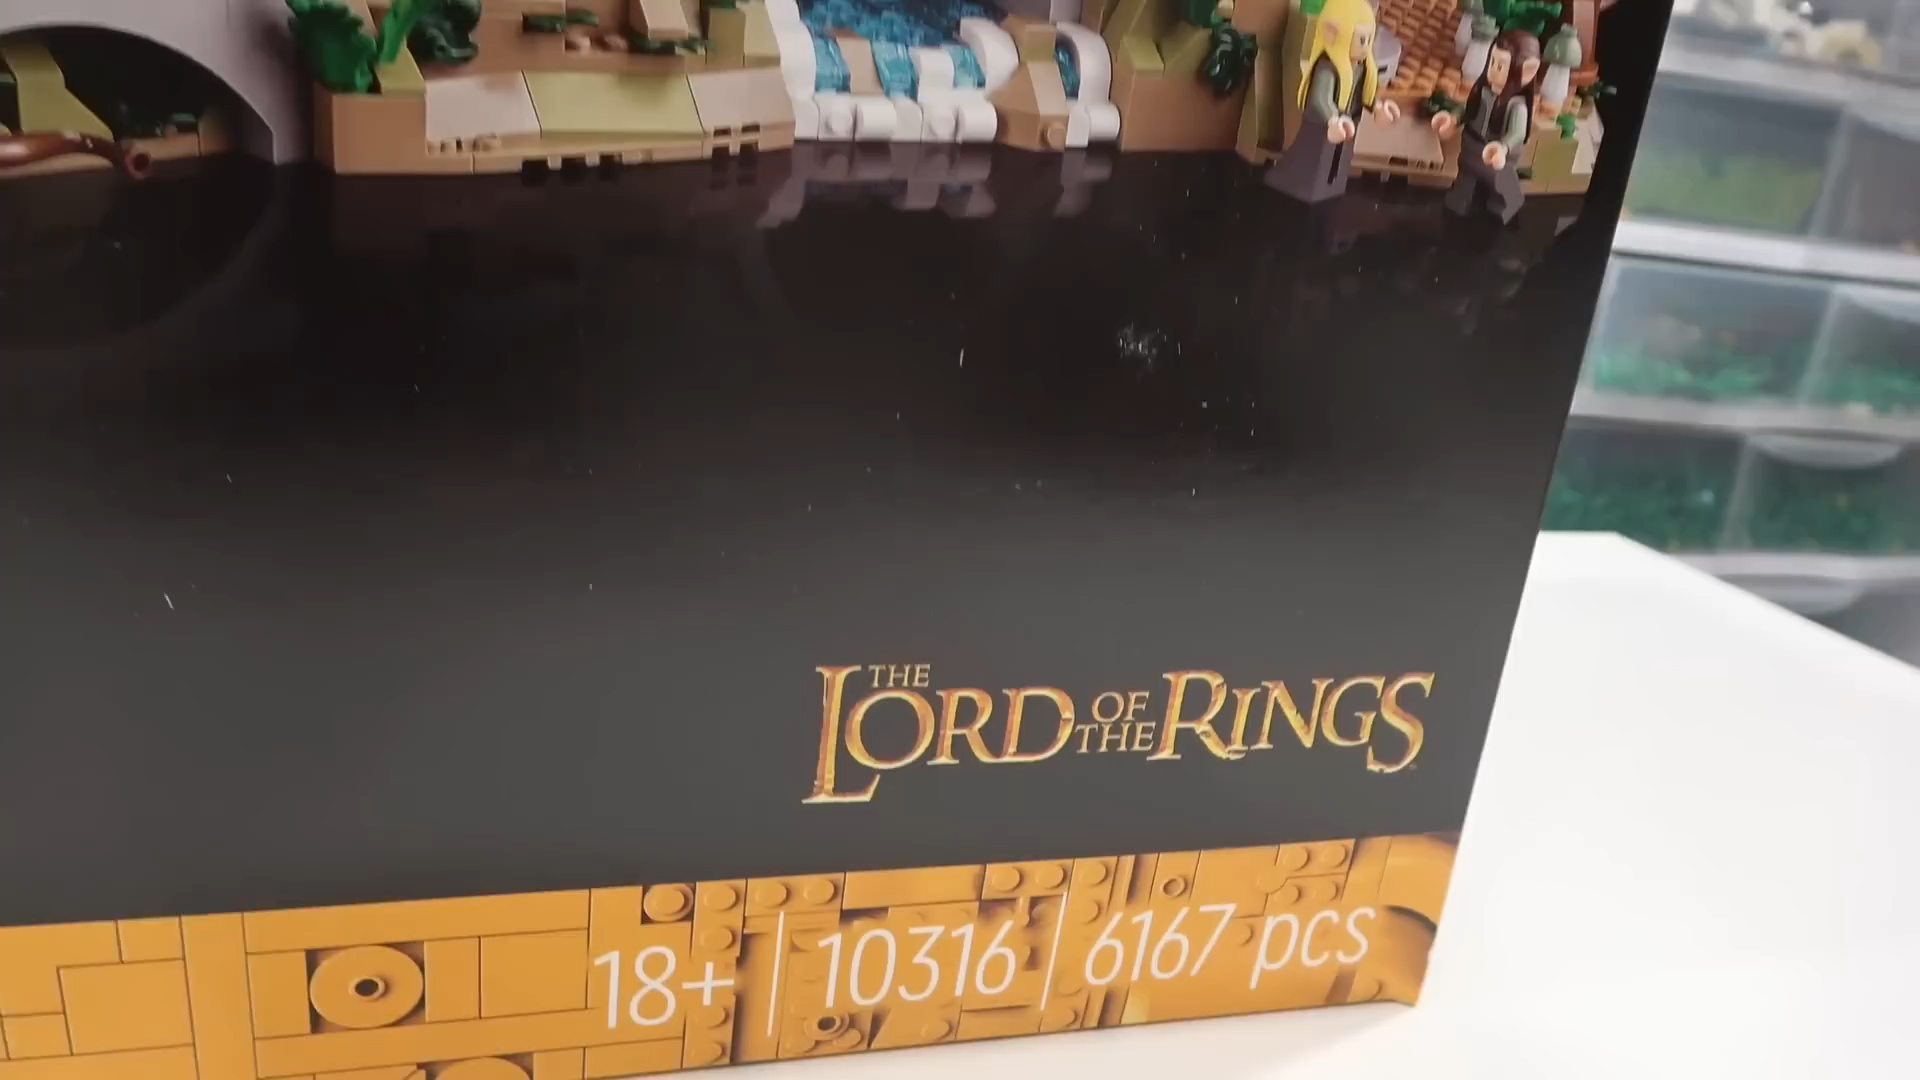 THE LORD OF THE RINGS
18+ | 10316 | 6167 pcs